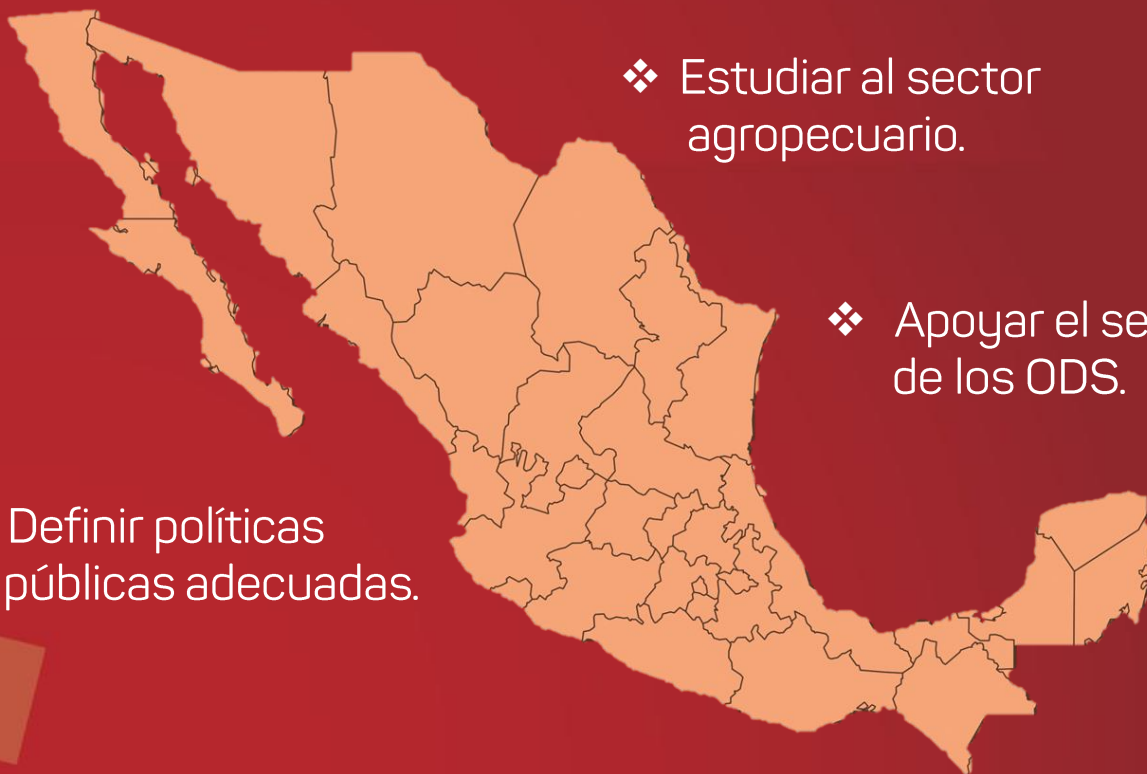 ❖ Estudiar al sector
agropecuario.
❖ Apoyar el se
de los ODS.
Definir políticas
públicas adecuadas.